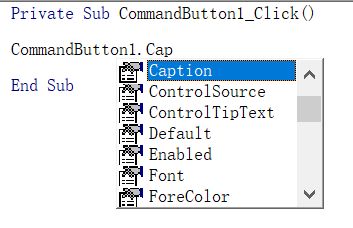 Private Sub CommandButton1_Click()
CommandButton1.Cap
End Sub
Caption
ControlSource
ControlTipText
Default
Enabled
Font
ForeColor